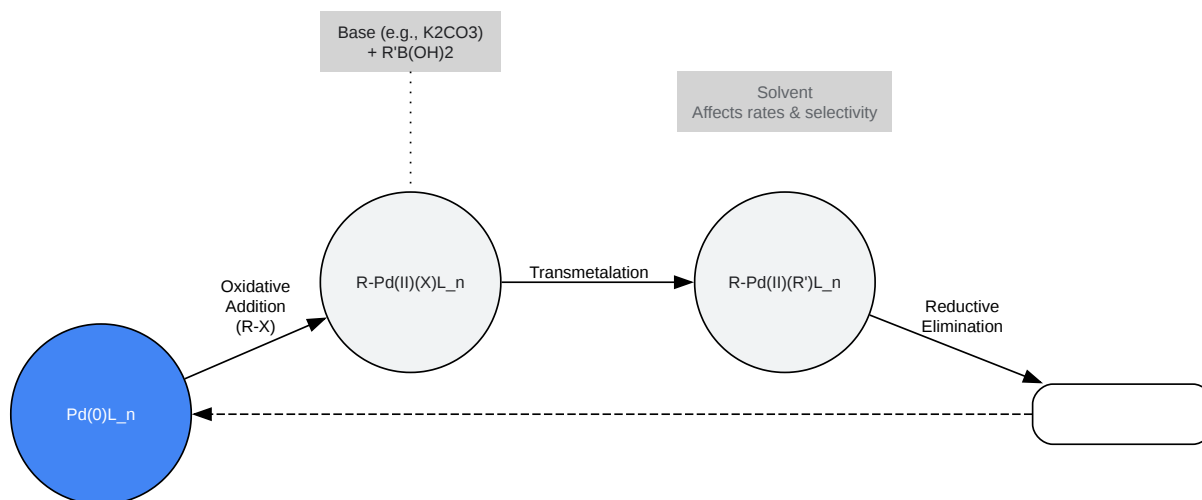 Base (e.g., K2CO3)
+ R'B(OH)2
Solvent
Affects rates & selectivity
Oxidative
Addition
(R-X)
R-Pd(II)(X)L_n
Transmetalation
R-Pd(II)(R')L_n
Reductive
Elimination
Pd(0)L_n